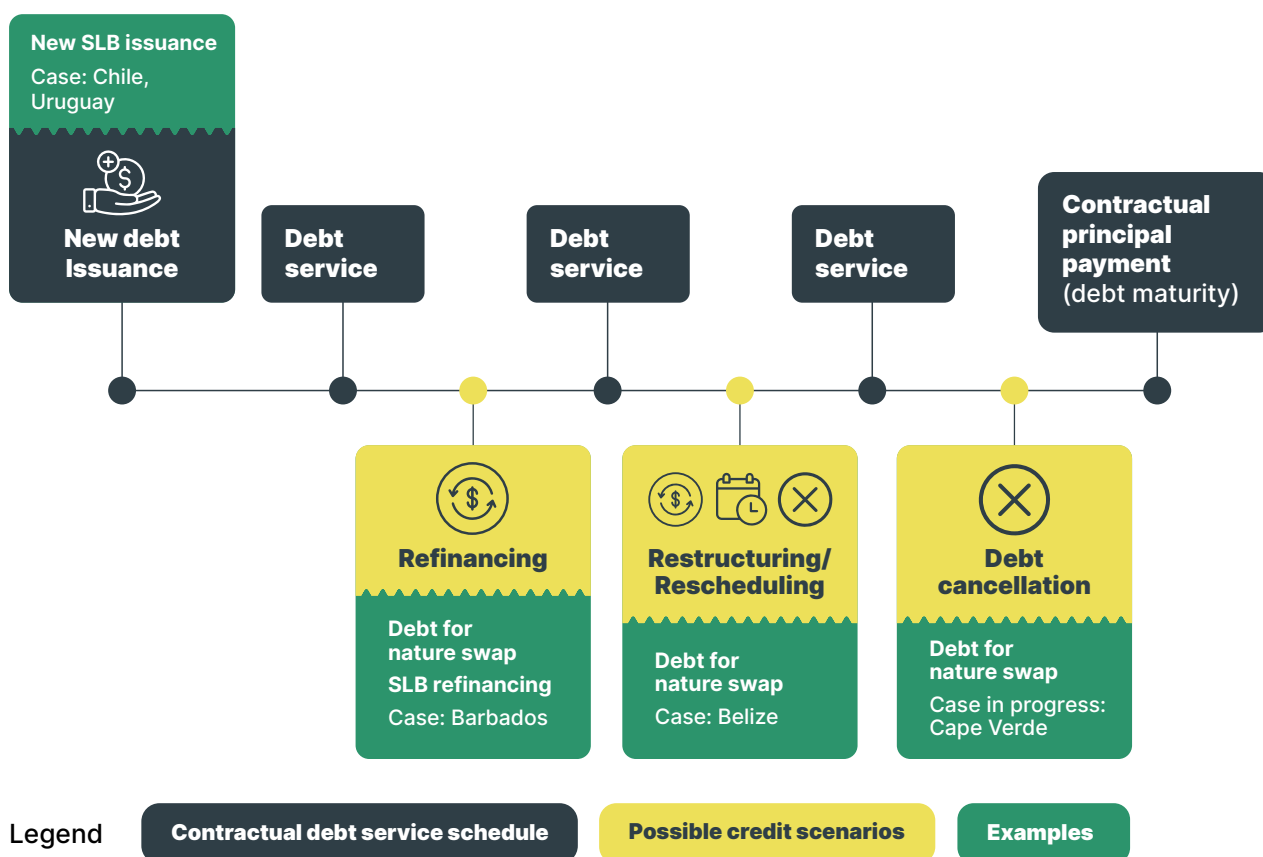 New SLB issuance
Case: Chile,
Uruguay
New debt
Issuance
Debt
service
Debt
service
Debt
service
Contractual
principal
payment
(debt maturity)
Refinancing
Debt for
nature swap
SLB refinancing
Case: Barbados
Restructuring/
Rescheduling
Debt for
nature swap
Case: Belize
Debt
cancellation
Debt for
nature swap
Case in progress:
Cape Verde
Legend
Contractual debt service schedule
Possible credit scenarios
Examples